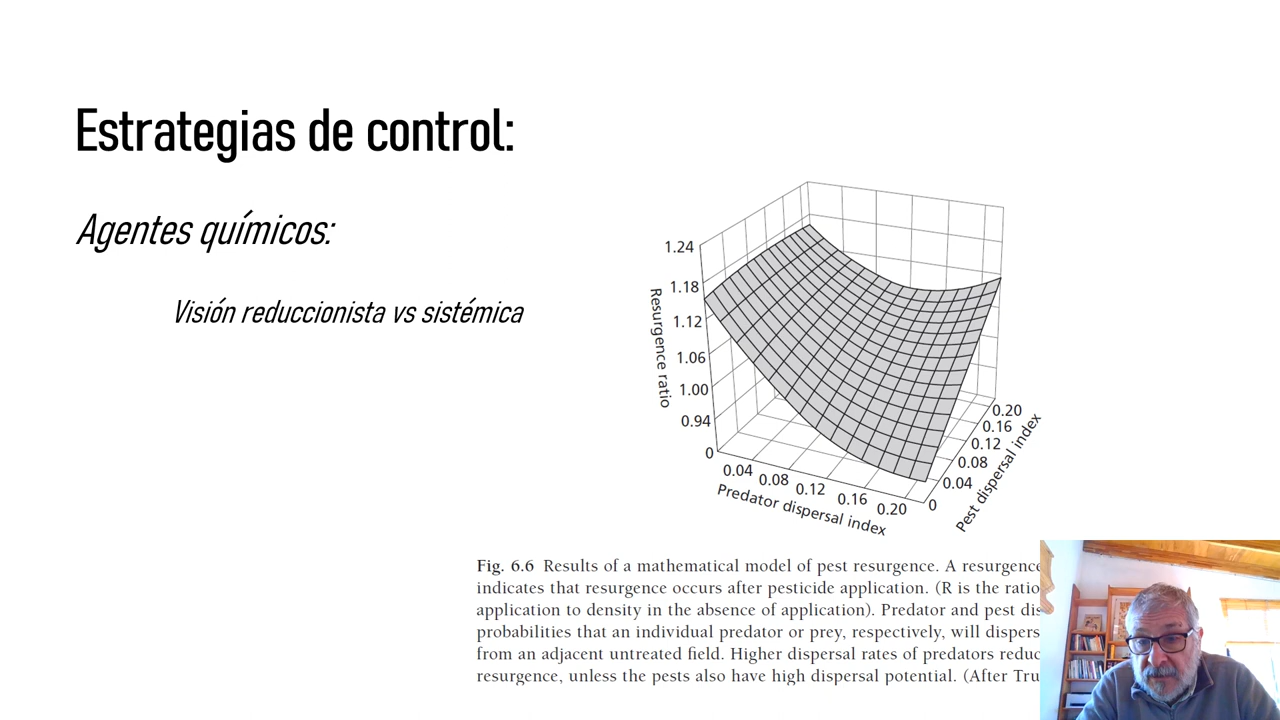 Estrategias de control:
Agentes químicos:
Visión reduccionista vs sistémica
1.24
1.18
1.12
1.06
1.00
0.94
0
Resurgence ratio
0.04
0.08
0.12
0.16
0.20
Predator dispersal index
0
0.04
0.08
0.12
0.16
0.20
Pest dispersal index
Fig. 6.6 Results of a mathematical model of pest resurgence. A resurgence
indicates that resurgence occurs after pesticide application. (R is the ratio
application to density in the absence of application). Predator and pest dis
probabilities that an individual predator or prey, respectively, will dispers
from an adjacent untreated field. Higher dispersal rates of predators reduc
resurgence, unless the pests also have high dispersal potential. (After Tru